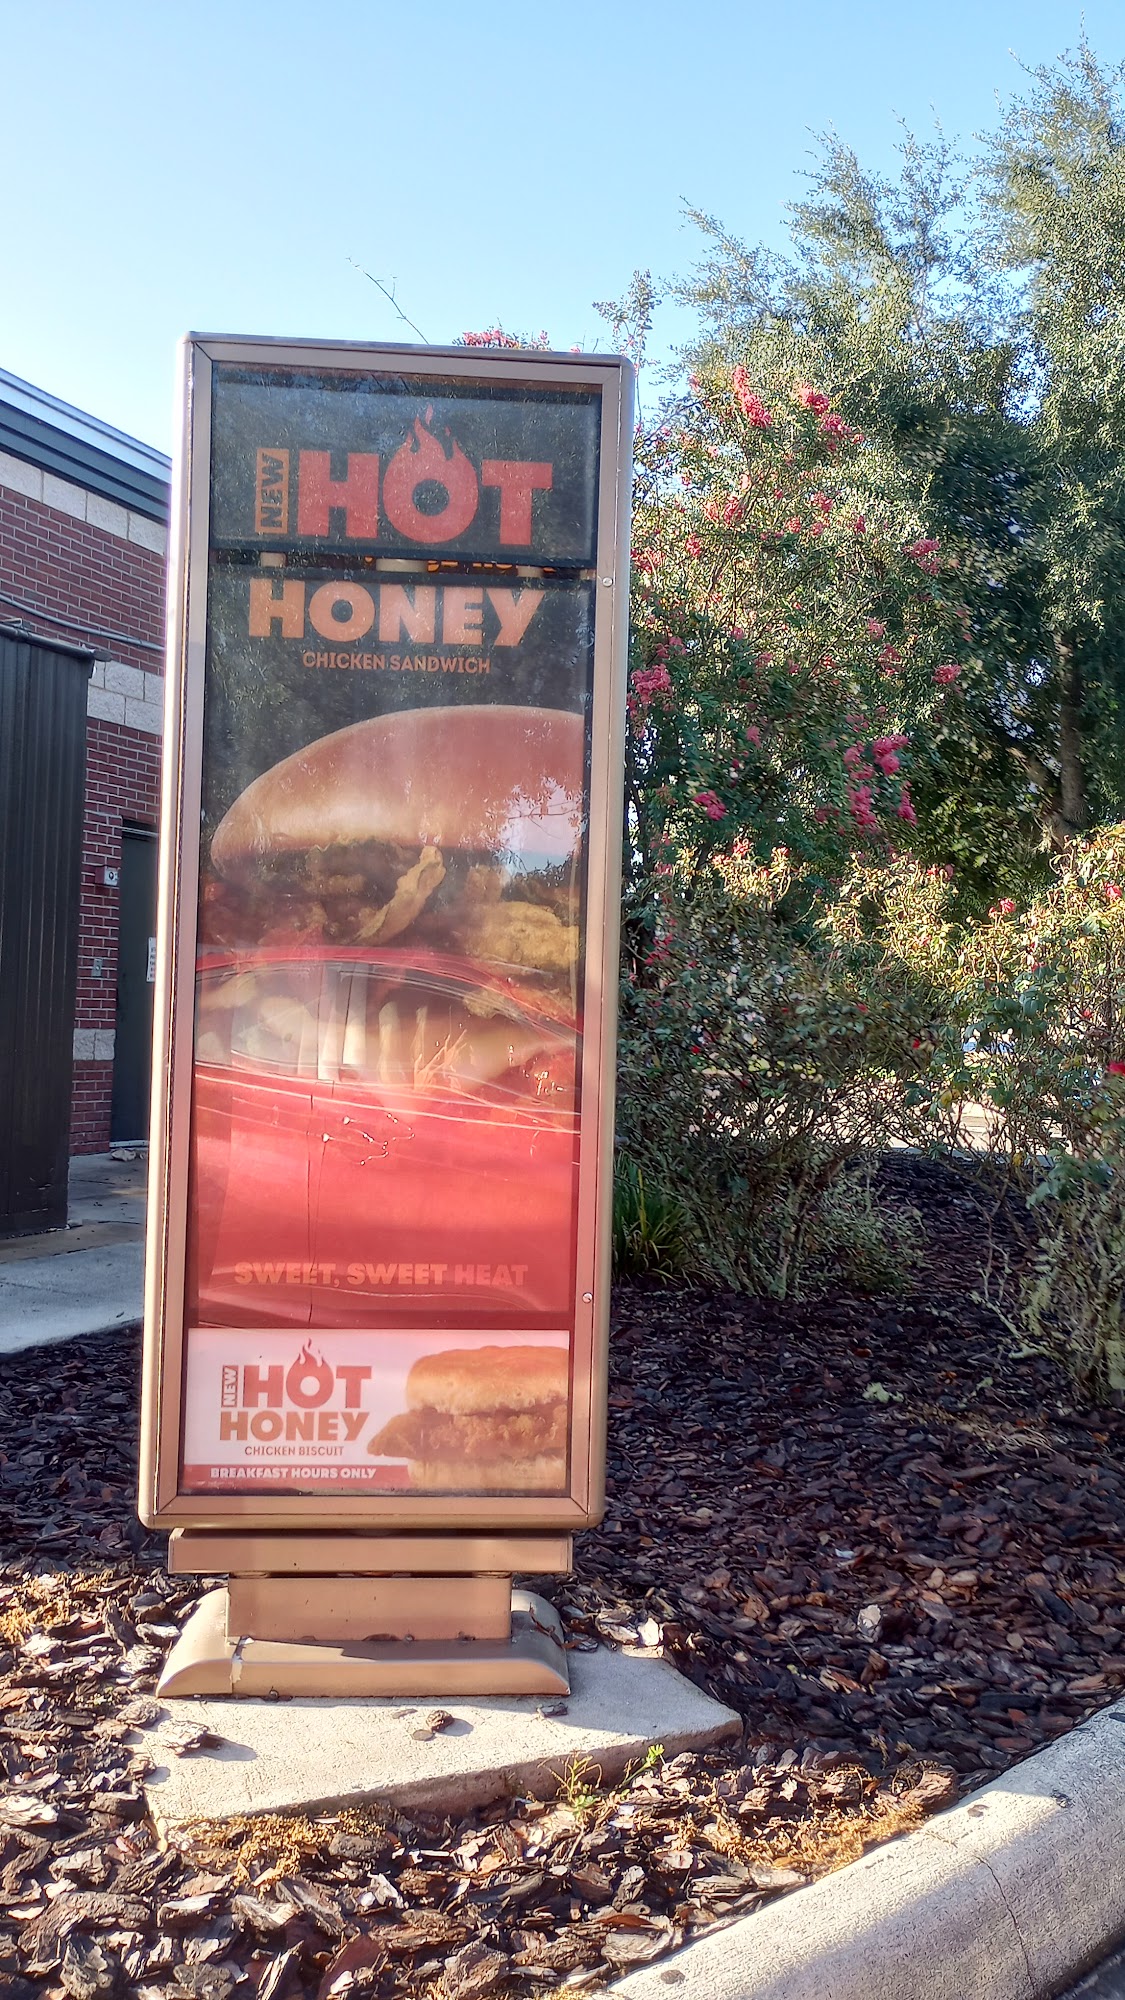 NEW HOT
HONEY
CHICKEN SANDWICH
SWEET, SWEET HEAT
NEW HOT
HONEY
CHICKEN BISCUIT
BREAKFAST HOURS ONLY